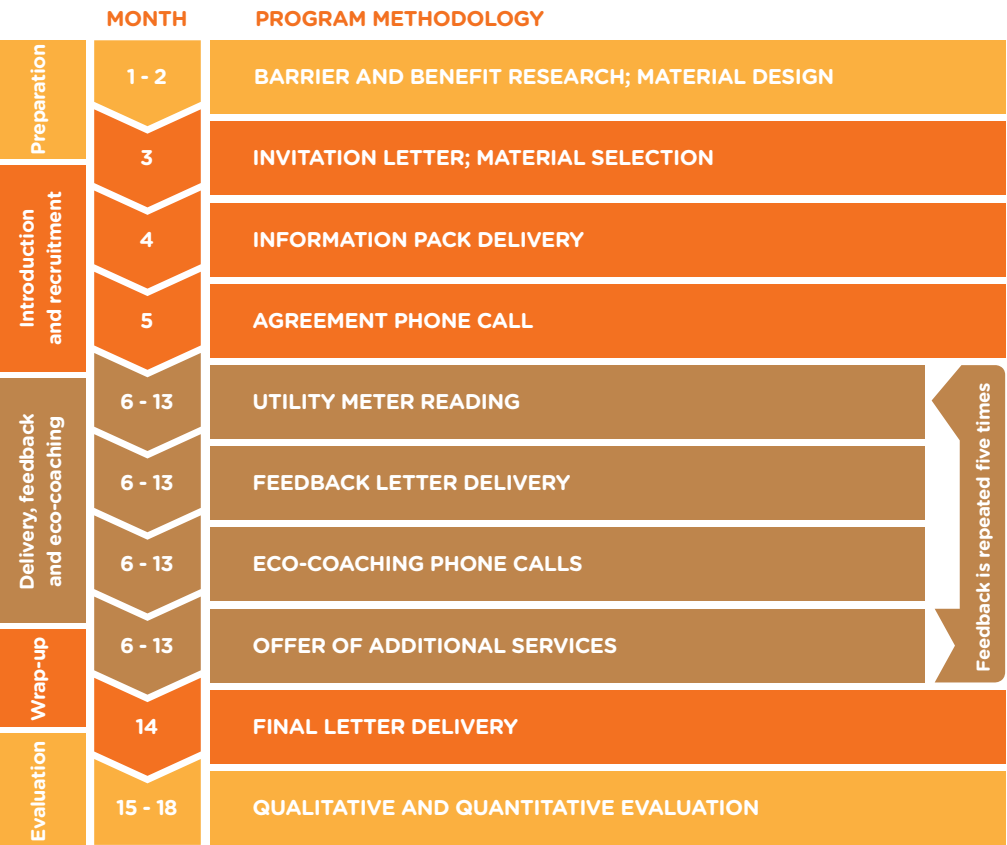 MONTH PROGRAM METHODOLOGY
Preparation
1 - 2 BARRIER AND BENEFIT RESEARCH; MATERIAL DESIGN
Introduction
and recruitment
3 INVITATION LETTER; MATERIAL SELECTION
4 INFORMATION PACK DELIVERY
5 AGREEMENT PHONE CALL
Delivery, feedback
and eco-coaching
6 - 13 UTILITY METER READING
6 - 13 FEEDBACK LETTER DELIVERY
6 - 13 ECO-COACHING PHONE CALLS
6 - 13 OFFER OF ADDITIONAL SERVICES
Feedback is repeated five times
Wrap-up
14 FINAL LETTER DELIVERY
Evaluation
15 - 18 QUALITATIVE AND QUANTITATIVE EVALUATION